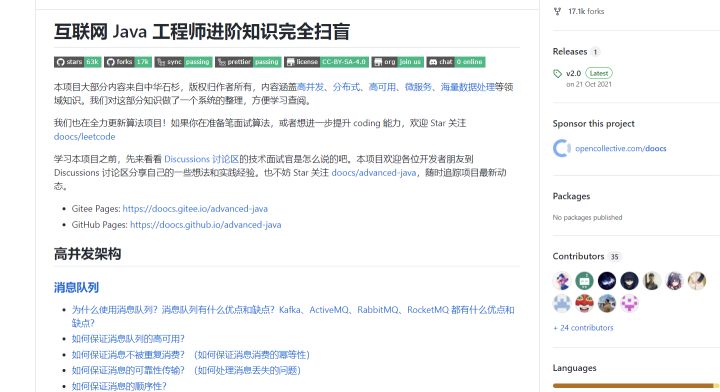 互联网 Java 工程师进阶知识完全扫盲
stars 63k forks 17k sync passing prettier passing license CC-BY-SA-4.0 org join us chat 0 online
本项目大部分内容来自中华石杉，版权归作者所有，内容涵盖高并发、分布式、高可用、微服务、海量数据处理等领
域知识。我们对这部分知识做了一个系统的整理，方便学习查阅。
我们也在全力更新算法项目！如果你在准备笔试算法，或者想进一步提升 coding 能力，欢迎 Star 关注
doocs/leetcode
学习本项目之前，先来看看 Discussions 讨论区的技术面试官是怎么说的吧。本项目欢迎各位开发者朋友到
Discussions 讨论区分享自己的一些想法和实践经验。也不妨 Star 关注 doocs/advanced-java，随时追踪项目最新动
态。
Gitee Pages: https://doocs.gitee.io/advanced-java
GitHub Pages: https://doocs.github.io/advanced-java
高并发架构
消息队列
为什么使用消息队列？消息队列有什么优点和缺点？Kafka、ActiveMQ、RabbitMQ、RocketMQ 都有什么优点和
缺点？
如何保证消息队列的高可用？
如何保证消息不被重复消费？（如何保证消息消费的幂等性）
如何保证消息的可靠性传输？（如何处理消息丢失的问题）
如何保证消息的顺序性？
17.1k forks
Releases 1
v2.0 Latest
on 21 Oct 2021
Sponsor this project
opencollective.com/doocs
Packages
No packages published
Contributors 35
+ 24 contributors
Languages